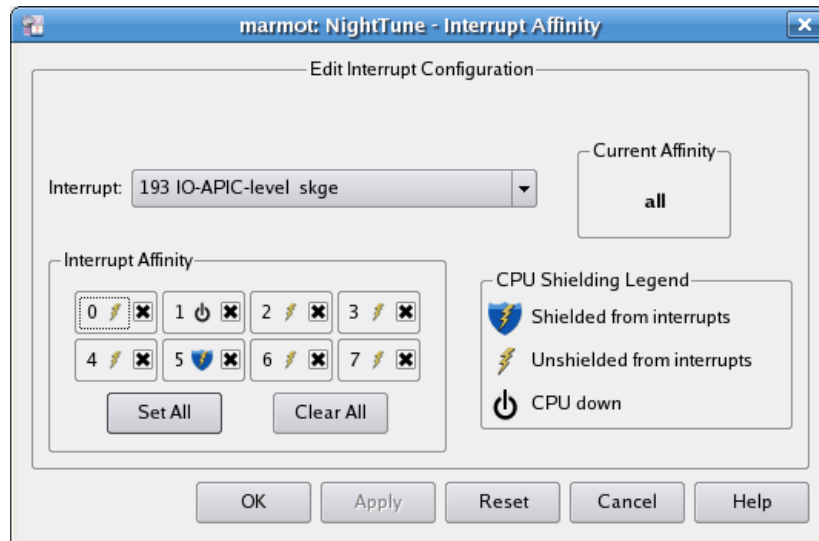 marmot: NightTune - Interrupt Affinity
Edit Interrupt Configuration
Interrupt: 193 IO-APIC-level skge
Current Affinity
all
Interrupt Affinity
0 1 2 3
4 5 6 7
Set All Clear All
CPU Shielding Legend
Shielded from interrupts
Unshielded from interrupts
CPU down
OK Apply Reset Cancel Help